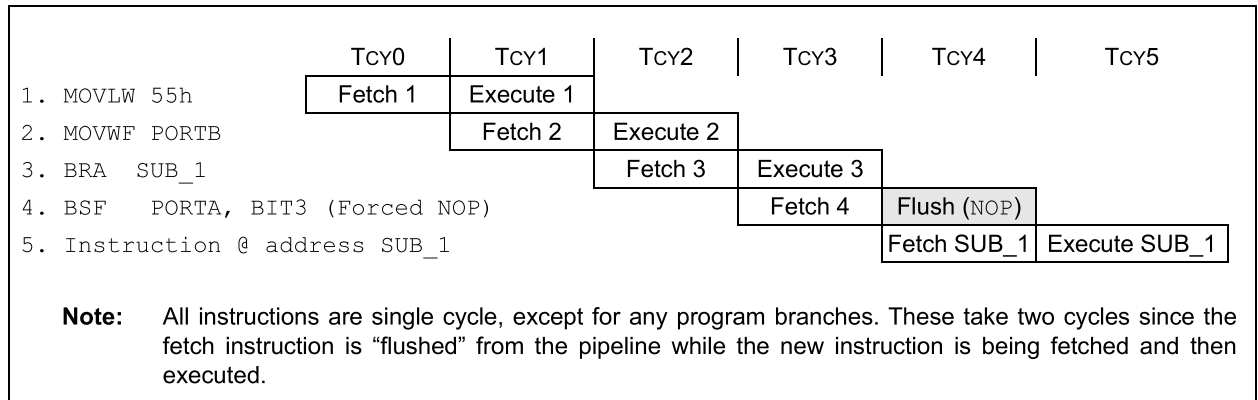 TCY0 TCY1 TCY2 TCY3 TCY4 TCY5
1. MOVLW 55h Fetch 1 Execute 1
2. MOVWF PORTB Fetch 2 Execute 2
3. BRA SUB_1 Fetch 3 Execute 3
4. BSF PORTA, BIT3 (Forced NOP) Fetch 4 Flush (NOP)
5. Instruction @ address SUB_1 Fetch SUB_1 Execute SUB_1
Note: All instructions are single cycle, except for any program branches. These take two cycles since the
fetch instruction is “flushed” from the pipeline while the new instruction is being fetched and then
executed.